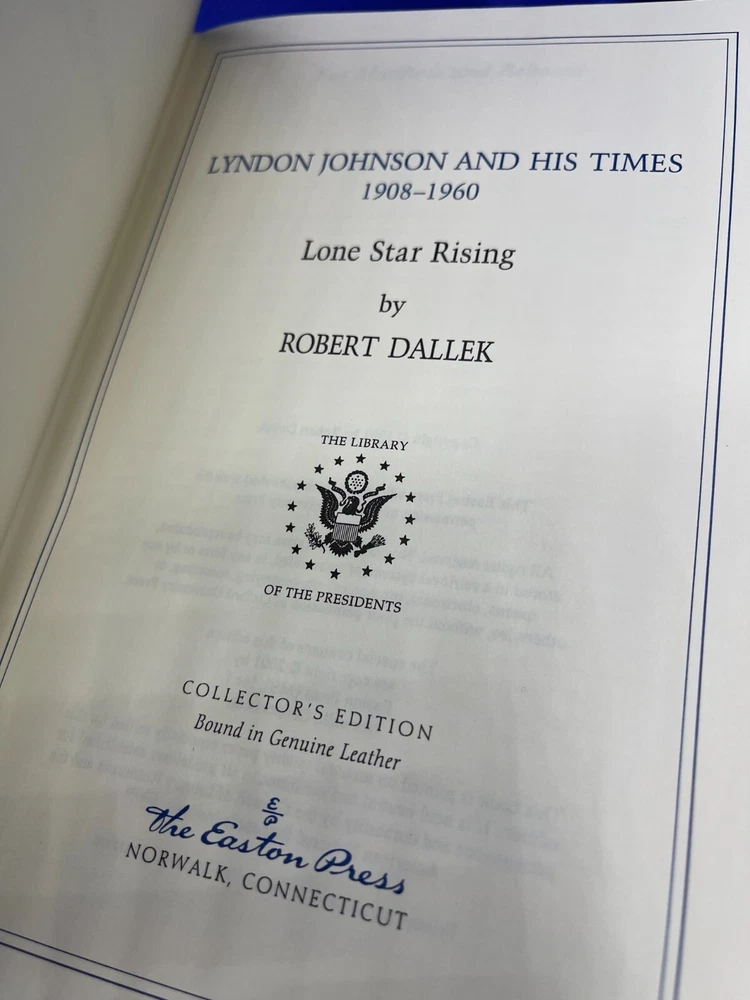 LYNDON JOHNSON AND HIS TIMES
1908–1960
Lone Star Rising
by
ROBERT DALLEK
THE LIBRARY
OF THE PRESIDENTS
COLLECTOR'S EDITION
Bound in Genuine Leather
E
P
The Easton Press
NORWALK, CONNECTICUT